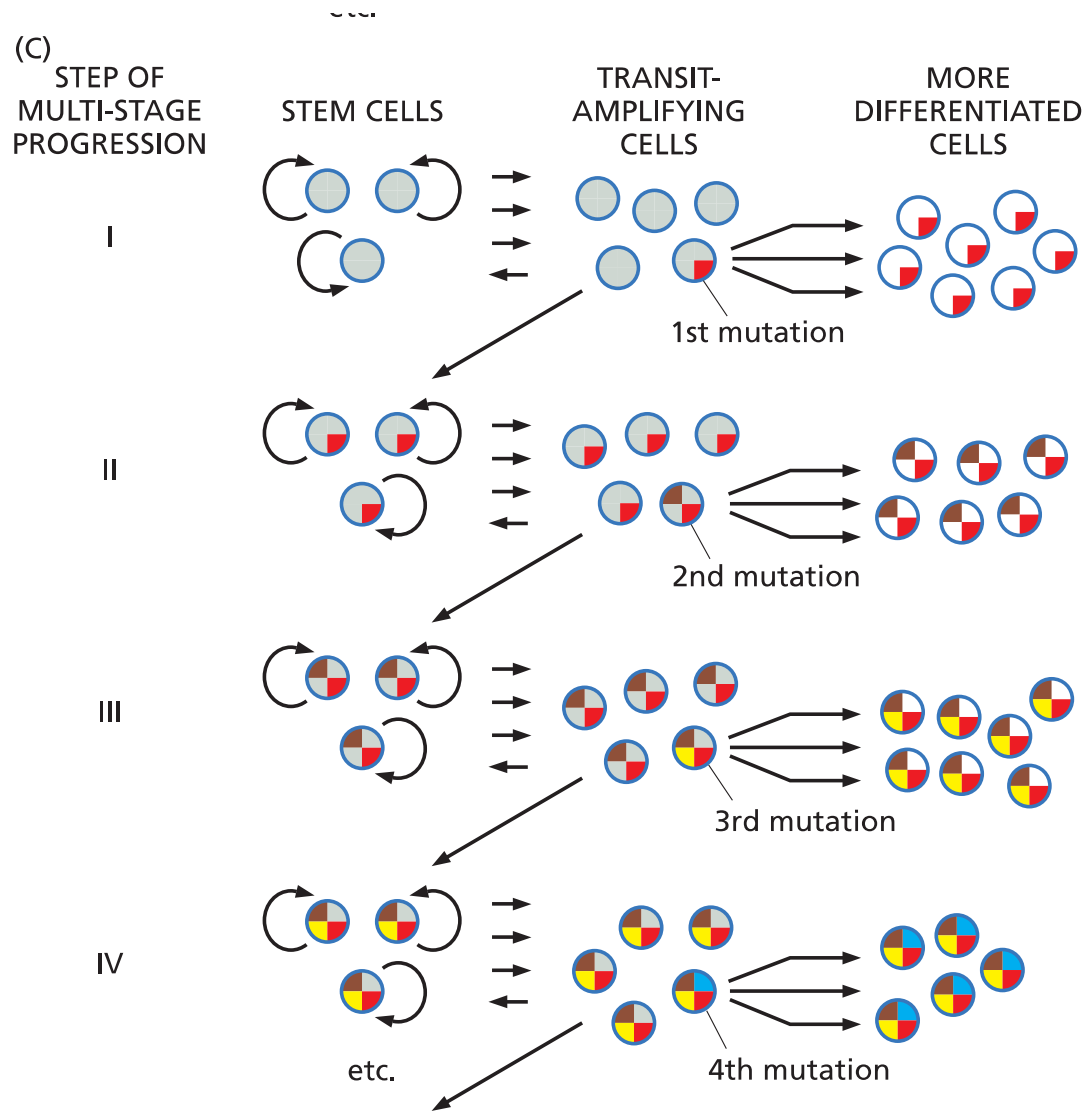 etc.
(C)
STEP OF
MULTI-STAGE
PROGRESSION
STEM CELLS
TRANSIT-
AMPLIFYING
CELLS
MORE
DIFFERENTIATED
CELLS
I
1st mutation
II
2nd mutation
III
3rd mutation
IV
4th mutation
etc.